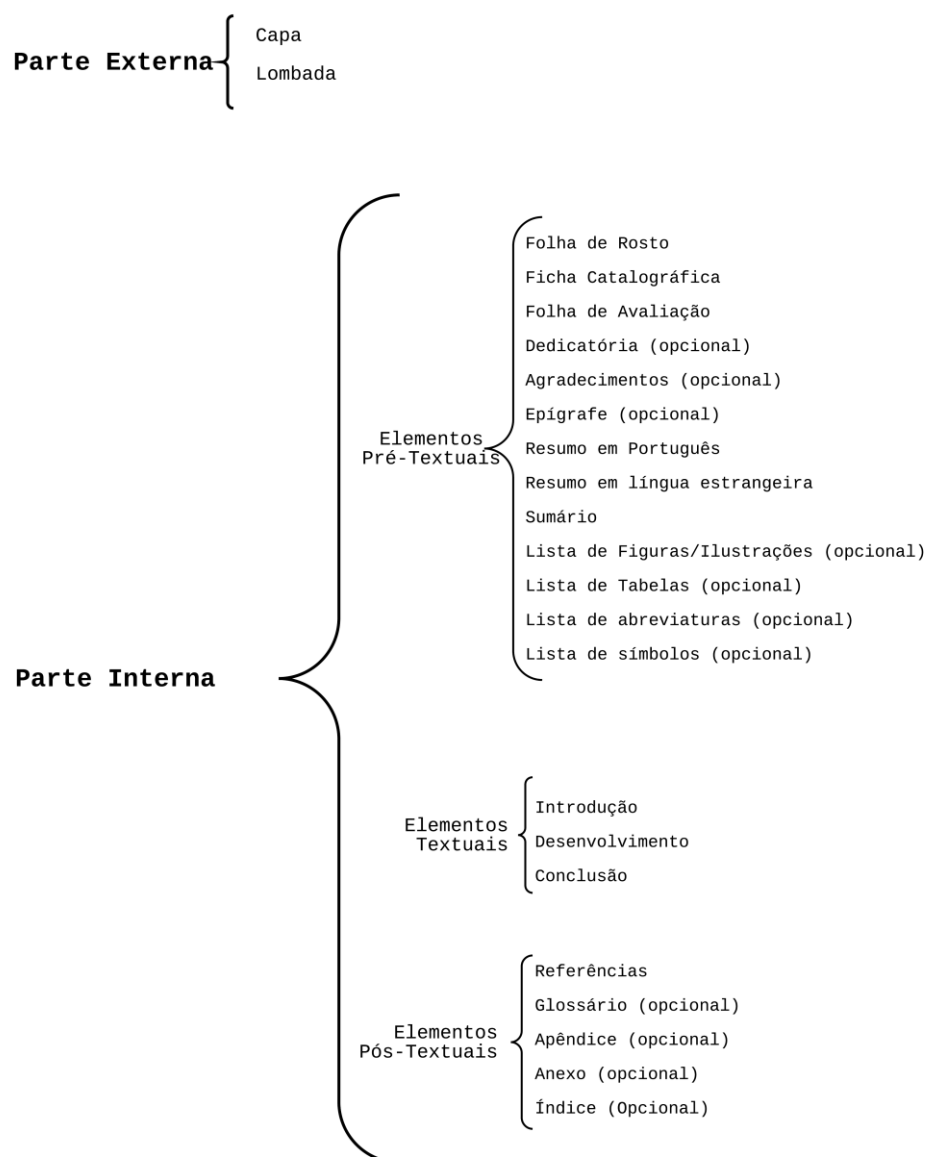 Parte Externa
Capa
Lombada
Parte Interna
Elementos
Pré-Textuais
Folha de Rosto
Ficha Catalográfica
Folha de Avaliação
Dedicatória (opcional)
Agradecimentos (opcional)
Epígrafe (opcional)
Resumo em Português
Resumo em língua estrangeira
Sumário
Lista de Figuras/Ilustrações (opcional)
Lista de Tabelas (opcional)
Lista de abreviaturas (opcional)
Lista de símbolos (opcional)
Elementos
Textuais
Introdução
Desenvolvimento
Conclusão
Elementos
Pós-Textuais
Referências
Glossário (opcional)
Apêndice (opcional)
Anexo (opcional)
Índice (Opcional)